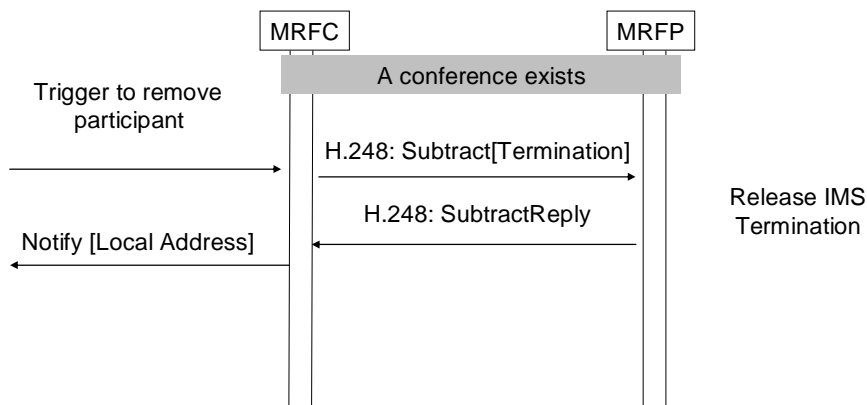 MRFC
MRFP
A conference exists
Trigger to remove
participant
H.248: Subtract[Termination]
H.248: SubtractReply
Release IMS
Termination
Notify [Local Address]